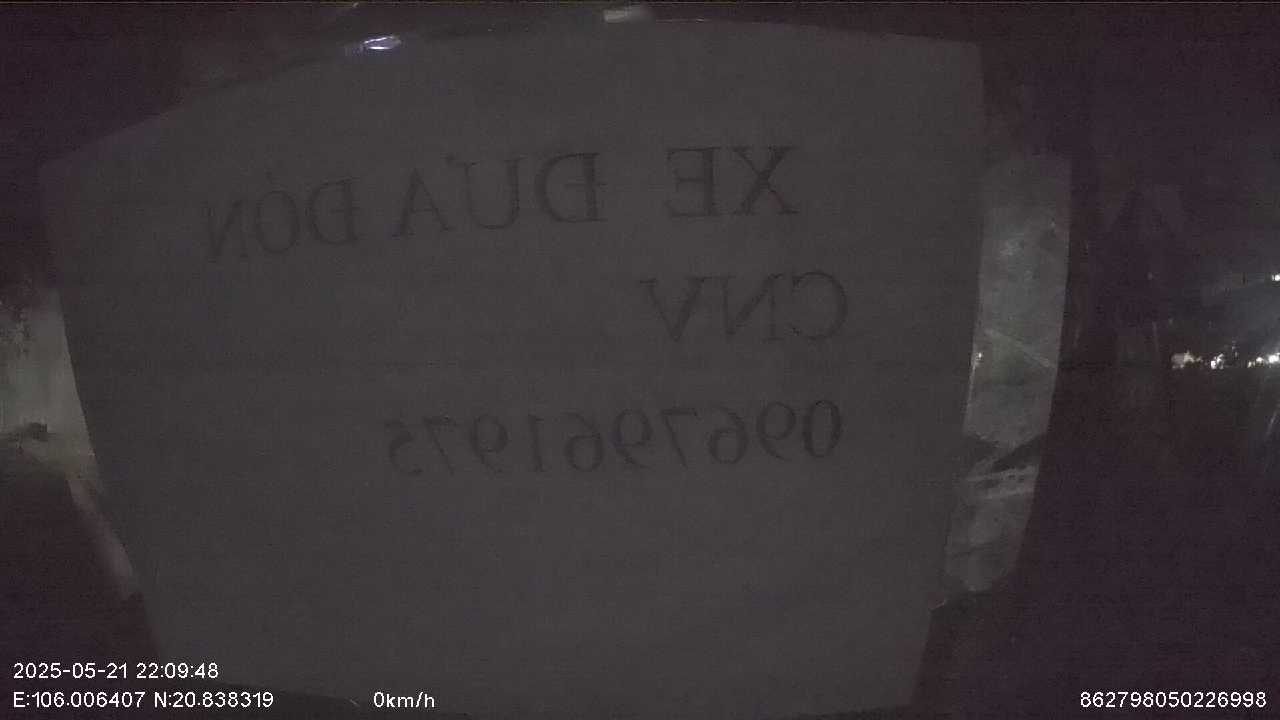 XE ĐƯA ĐÓN
CNV
0967961975
2025-05-21 22:09:48
E:106.006407 N:20.838319 0km/h
862798050226998